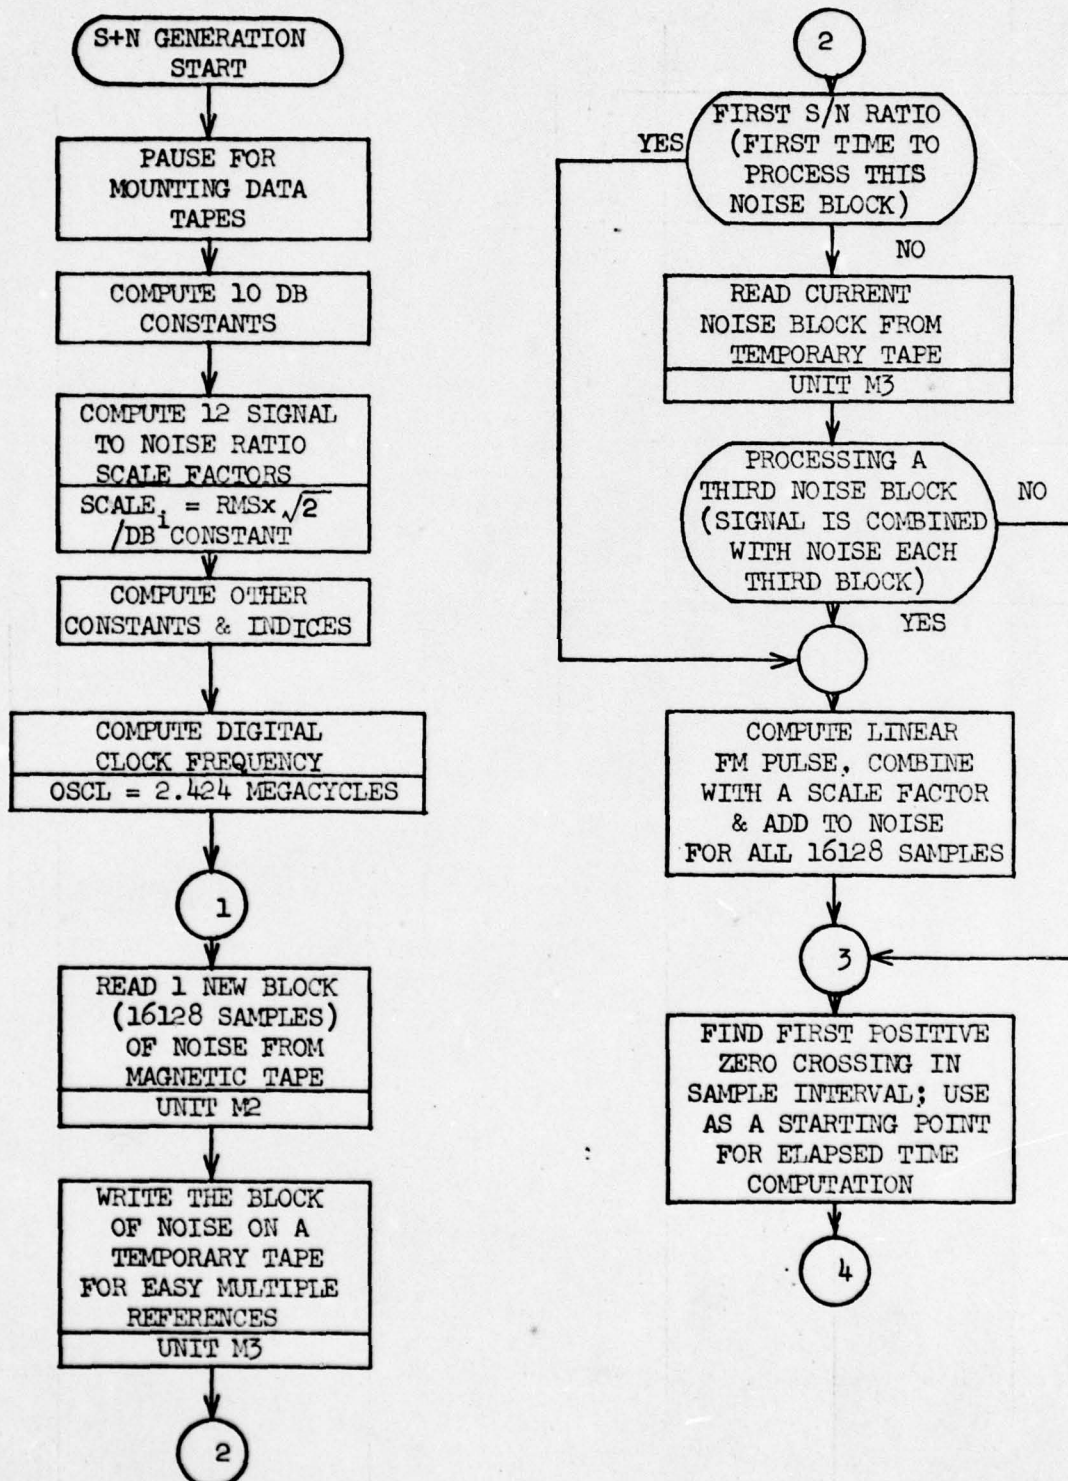 S+N GENERATION
START
PAUSE FOR
MOUNTING DATA
TAPES
COMPUTE 10 DB
CONSTANTS
COMPUTE 12 SIGNAL
TO NOISE RATIO
SCALE FACTORS
SCALEi = RMSx √2
/DB CONSTANT
COMPUTE OTHER
CONSTANTS & INDICES
COMPUTE DIGITAL
CLOCK FREQUENCY
OSCL = 2.424 MEGACYCLES
1
READ 1 NEW BLOCK
(16128 SAMPLES)
OF NOISE FROM
MAGNETIC TAPE
UNIT M2
WRITE THE BLOCK
OF NOISE ON A
TEMPORARY TAPE
FOR EASY MULTIPLE
REFERENCES
UNIT M3
2
2
FIRST S/N RATIO
(FIRST TIME TO
PROCESS THIS
NOISE BLOCK)
YES
NO
READ CURRENT
NOISE BLOCK FROM
TEMPORARY TAPE
UNIT M3
PROCESSING A
THIRD NOISE BLOCK
(SIGNAL IS COMBINED
WITH NOISE EACH
THIRD BLOCK)
NO
YES
COMPUTE LINEAR
FM PULSE, COMBINE
WITH A SCALE FACTOR
& ADD TO NOISE
FOR ALL 16128 SAMPLES
3
FIND FIRST POSITIVE
ZERO CROSSING IN
SAMPLE INTERVAL; USE
AS A STARTING POINT
FOR ELAPSED TIME
COMPUTATION
4